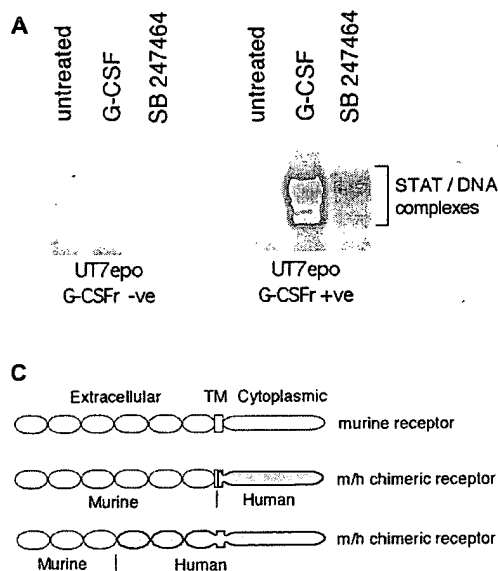 A
untreated
G-CSF
SB 247464
untreated
G-CSF
SB 247464
STAT / DNA
complexes
UT7epo
G-CSFr -ve
UT7epo
G-CSFr +ve
C
Extracellular TM Cytoplasmic
murine receptor
m/h chimeric receptor
Murine Human
m/h chimeric receptor
Murine Human